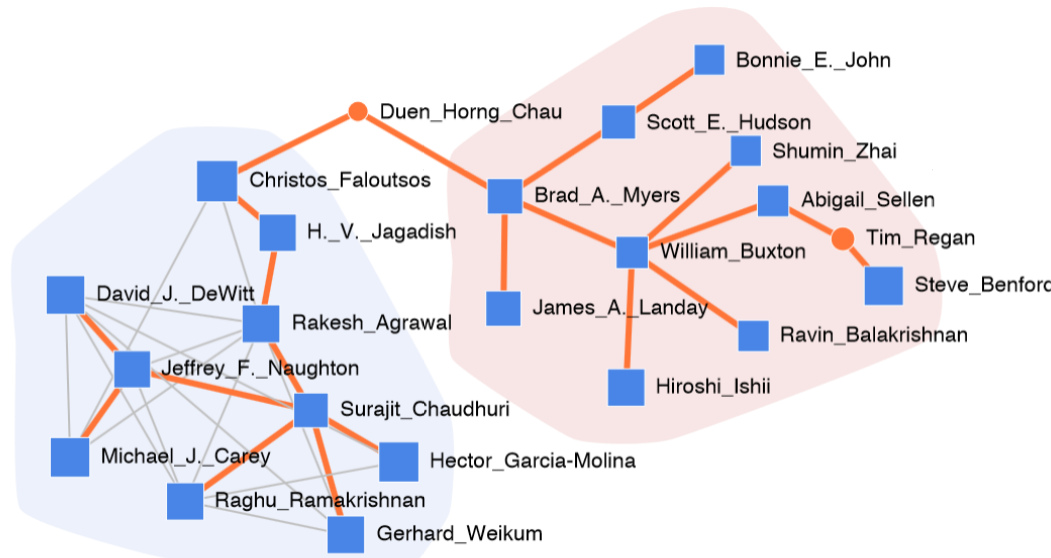 Bonnie_E._John
Duen_Horng_Chau
Scott_E._Hudson
Shumin_Zhai
Christos_Faloutsos
Brad_A._Myers
Abigail_Sellen
H._V._Jagadish
Tim_Regan
William_Buxton
Steve_Benford
David_J._DeWitt
James_A._Landay
Rakesh_Agrawal
Ravin_Balakrishnan
Jeffrey_F._Naughton
Hiroshi_Ishii
Surajit_Chaudhuri
Michael_J._Carey
Hector_Garcia-Molina
Raghu_Ramakrishnan
Gerhard_Weikum